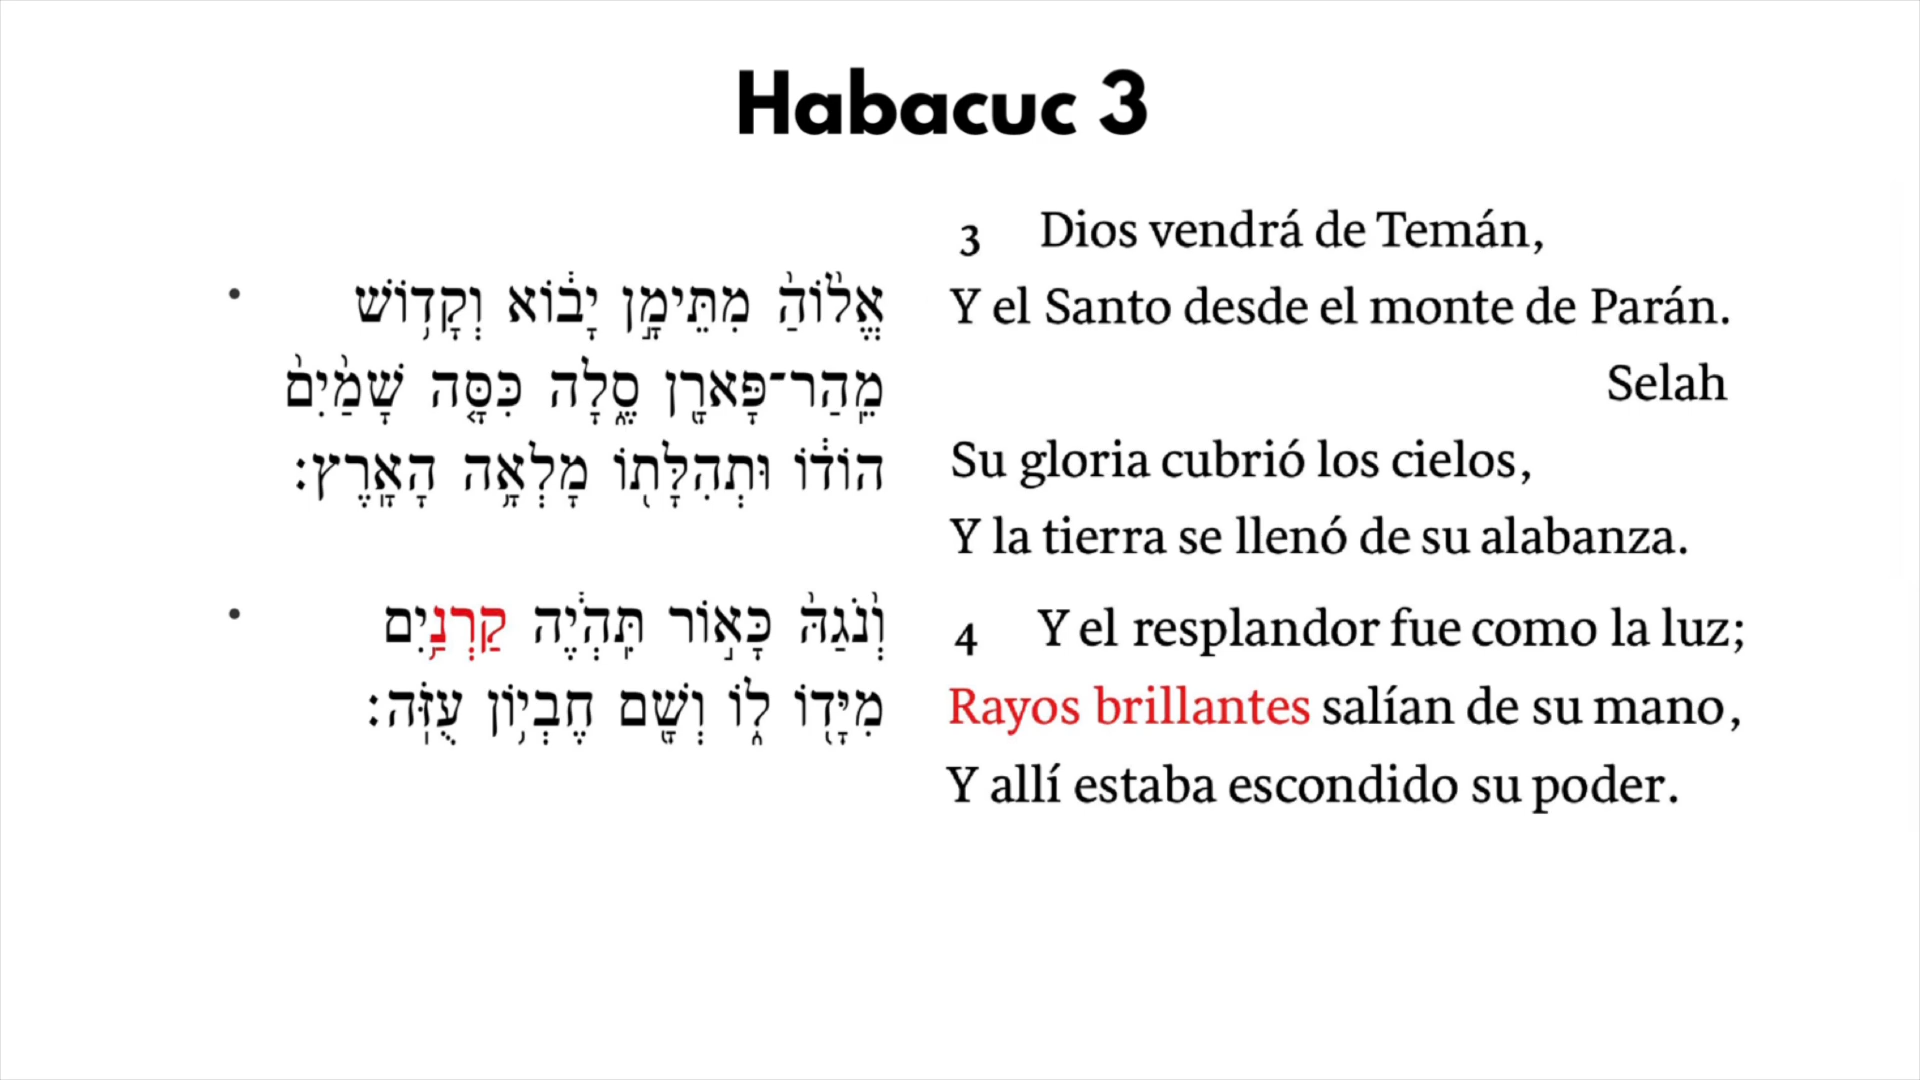 Habacuc 3
• אֱל֙וֹהַ֙ מִתֵּימָ֣ן יָב֔וֹא וְקָד֥וֹשׁ
מֵֽהַר־פָּארָ֖ן סֶ֑לָה כִּסָּ֤ה שָׁמַ֙יִם֙
הוֹד֔וֹ וּתְהִלָּת֖וֹ מָלְאָ֥ה הָאָֽרֶץ׃
• וְנֹ֙גַהּ֙ כָּא֣וֹר תִּֽהְיֶ֔ה קַרְנַ֥יִם
מִיָּד֖וֹ ל֑וֹ וְשָׁ֖ם חֶבְי֥וֹן עֻזֹּֽה׃
3 Dios vendrá de Temán,
Y el Santo desde el monte de Parán.
Selah
Su gloria cubrió los cielos,
Y la tierra se llenó de su alabanza.
4 Y el resplandor fue como la luz;
Rayos brillantes salían de su mano,
Y allí estaba escondido su poder.